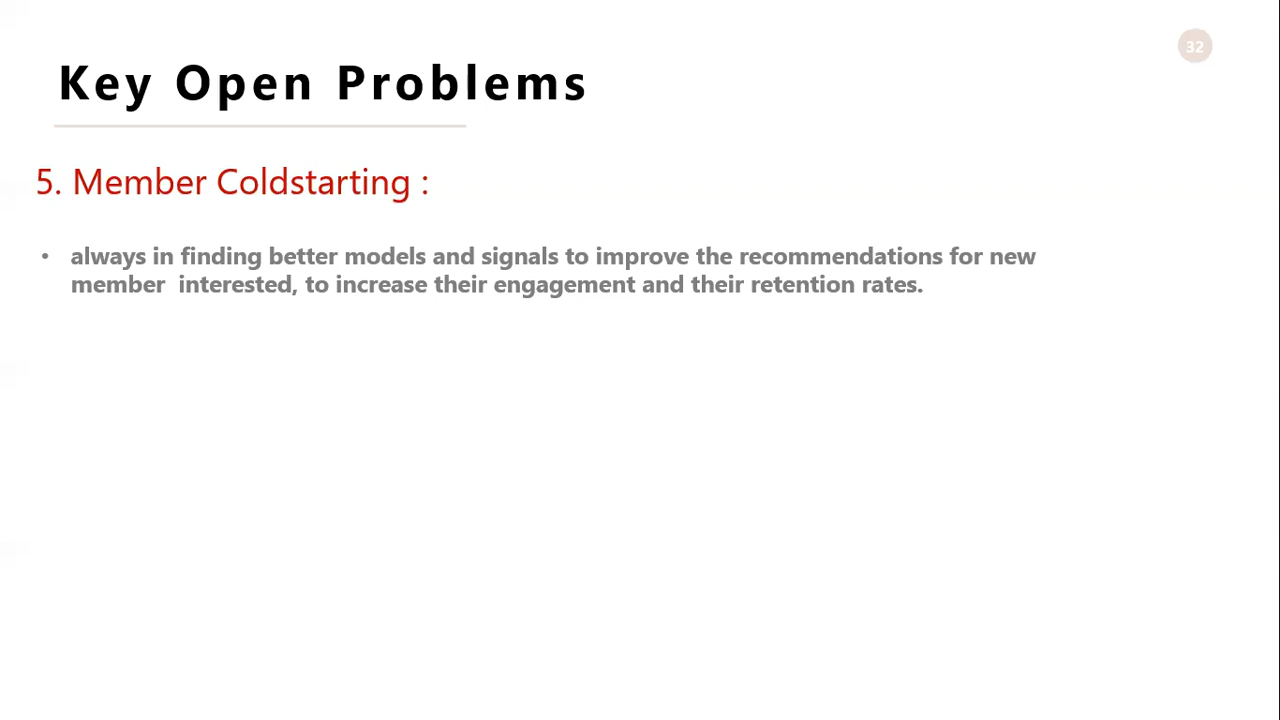 32
Key Open Problems
5. Member Coldstarting :
• always in finding better models and signals to improve the recommendations for new
member  interested, to increase their engagement and their retention rates.